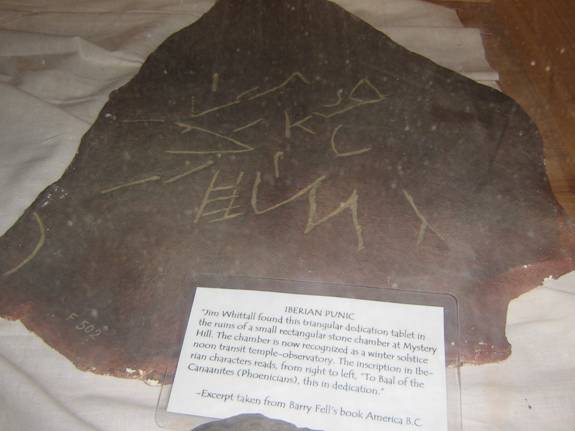 F 502
IBERIAN PUNIC
"Jim Whittall found this triangular dedication tablet in
the ruins of a small rectangular stone chamber at Mystery
Hill. The chamber is now recognized as a winter solstice
noon transit temple-observatory. The inscription in Ibe-
rian characters reads, from right to left, "To Baal of the
Canaanites (Phoenicians), this in dedication."
~Excerpt taken from Barry Fell's book America B.C